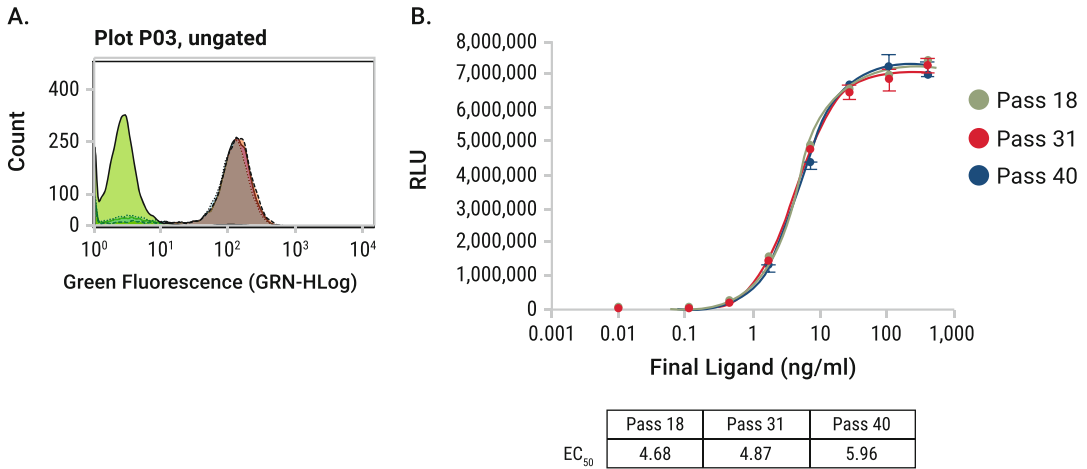 A.
Plot P03, ungated
400
250
100
0
Count
10⁰ 10¹ 10² 10³ 10⁴
Green Fluorescence (GRN-HLog)
B.
8,000,000
7,000,000
6,000,000
5,000,000
4,000,000
3,000,000
2,000,000
1,000,000
0
RLU
0.001 0.01 0.1 1 10 100 1,000
Final Ligand (ng/ml)
Pass 18
Pass 31
Pass 40
Pass 18 Pass 31 Pass 40
EC₅₀ 4.68 4.87 5.96